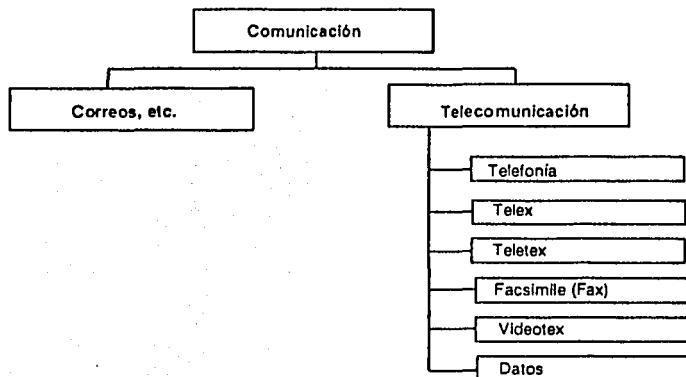 Comunicación
Correos, etc.
Telecomunicación
Telefonía
Telex
Teletex
Facsimile (Fax)
Videotex
Datos